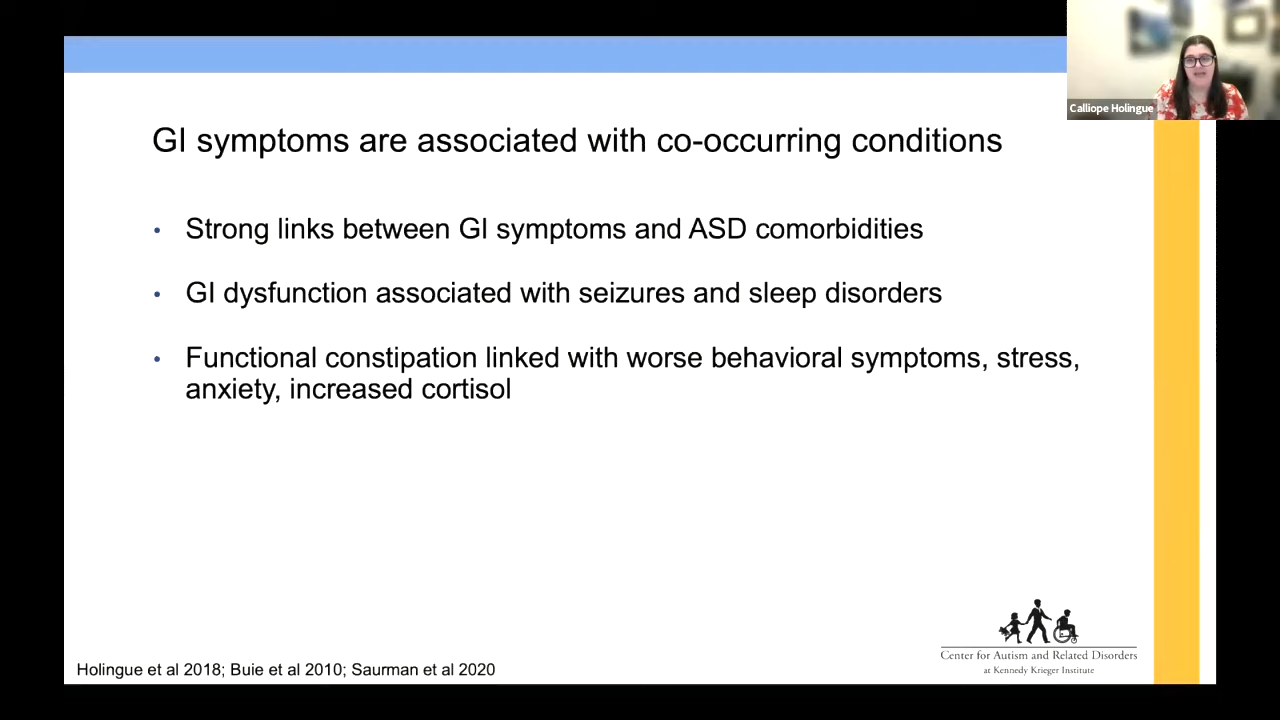 Calliope Holingue
GI symptoms are associated with co-occurring conditions
• Strong links between GI symptoms and ASD comorbidities
• GI dysfunction associated with seizures and sleep disorders
• Functional constipation linked with worse behavioral symptoms, stress,
anxiety, increased cortisol
Center for Autism and Related Disorders
at Kennedy Krieger Institute
Holingue et al 2018; Buie et al 2010; Saurman et al 2020